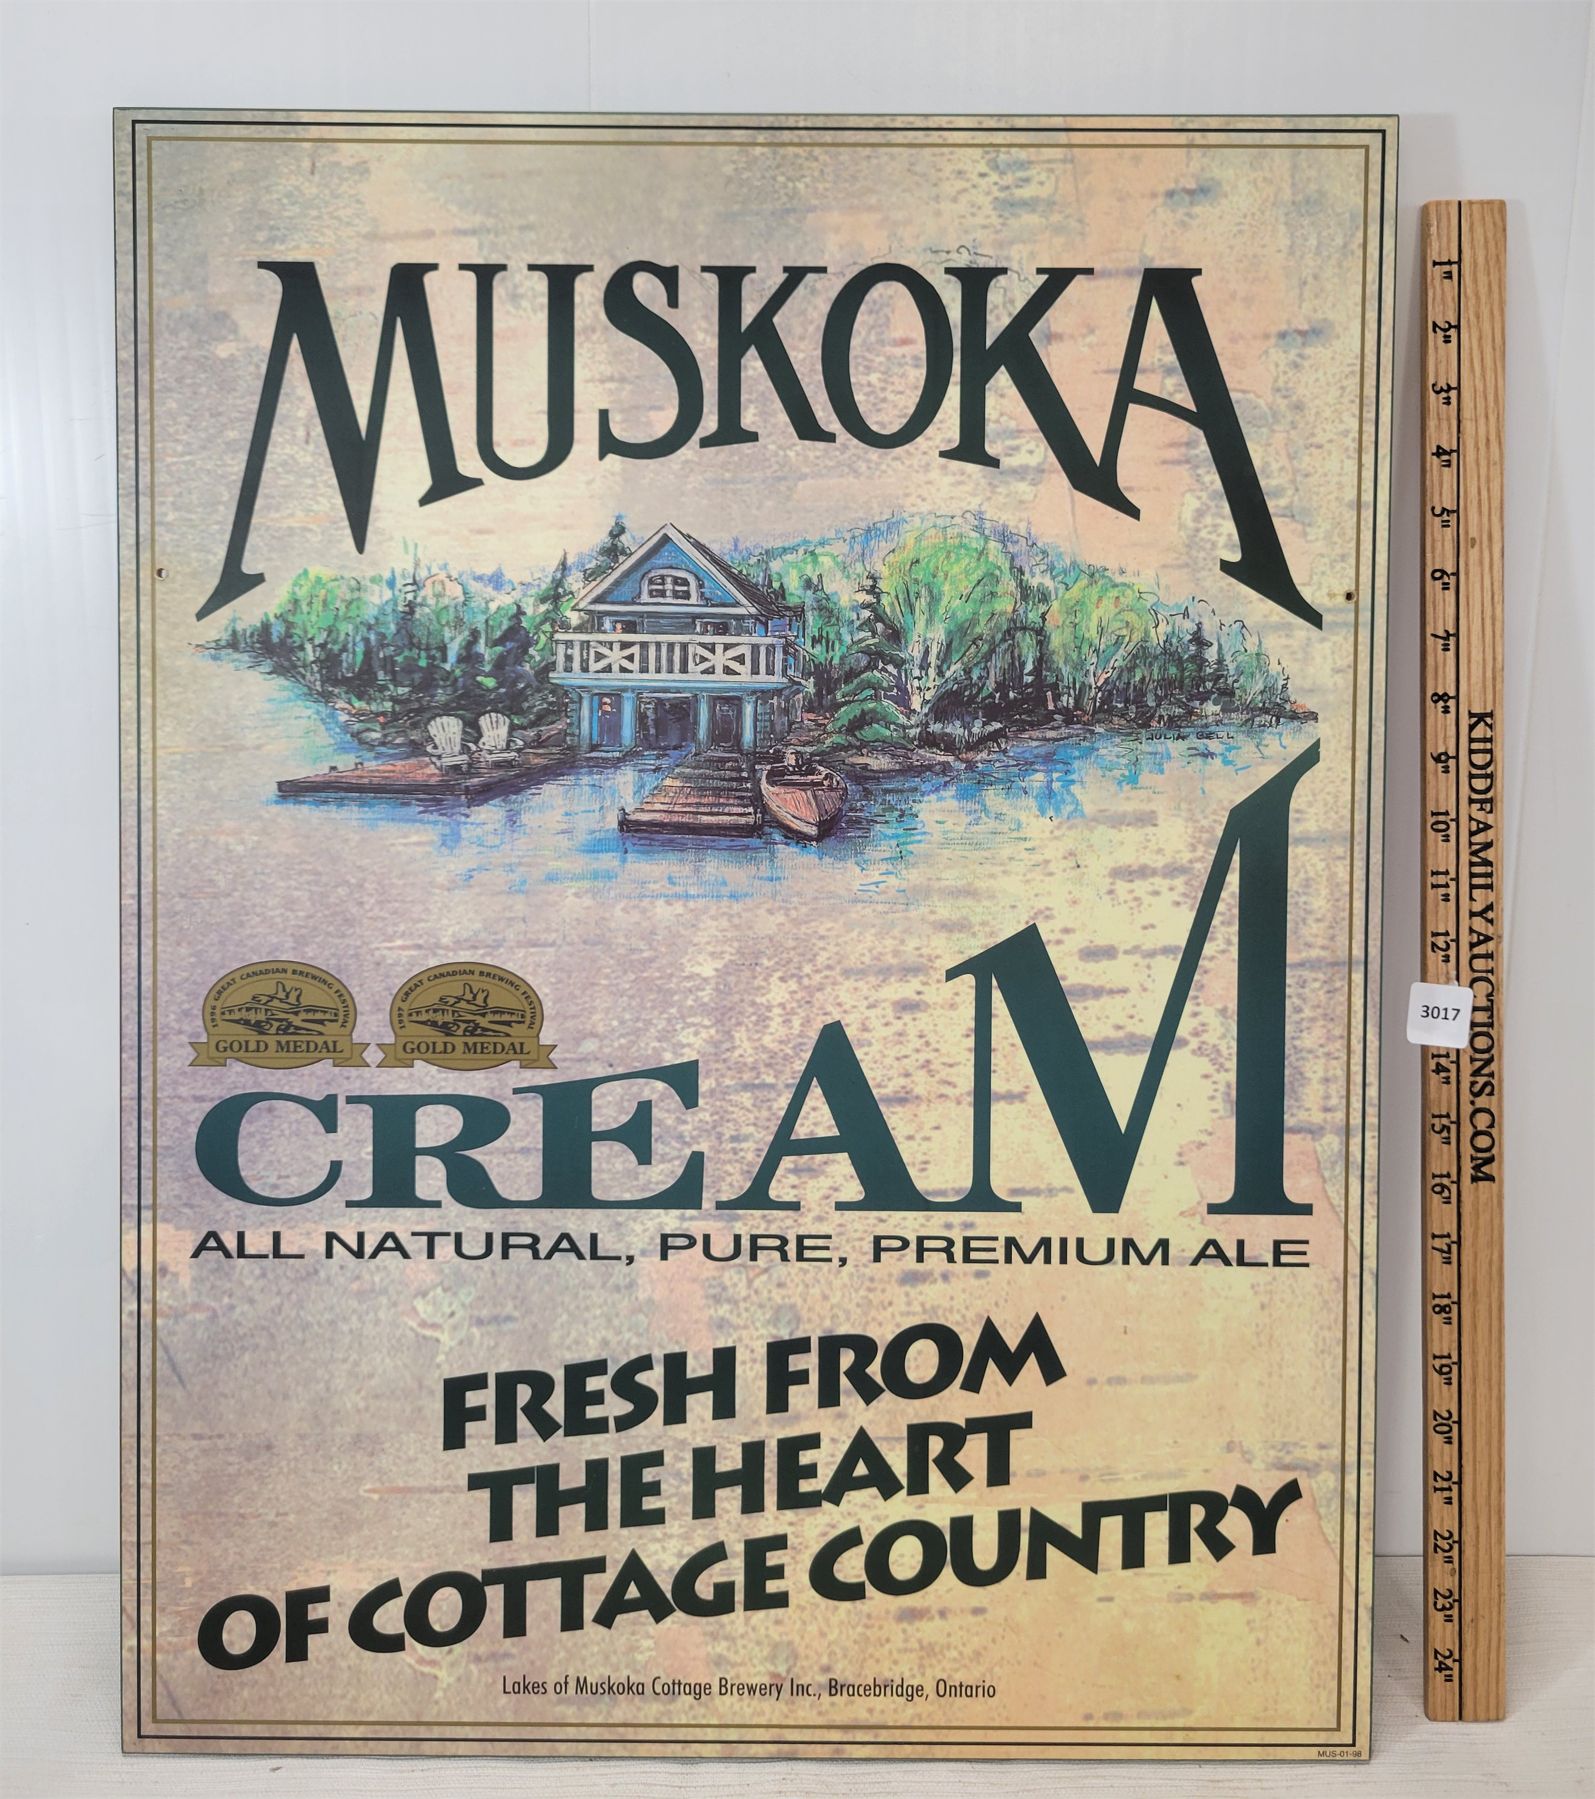 MUSKOKA
JULIA BELL
1996 GREAT CANADIAN BREWING FESTIVAL
GOLD MEDAL
1997 GREAT CANADIAN BREWING FESTIVAL
GOLD MEDAL
CREAM
ALL NATURAL, PURE, PREMIUM ALE
FRESH FROM
THE HEART
OF COTTAGE COUNTRY
Lakes of Muskoka Cottage Brewery Inc., Bracebridge, Ontario
MUS-01-98
1"
2"
3"
4"
5"
6"
7"
8"
9"
10"
11"
12"
14"
15"
16"
17"
18"
19"
20"
21"
22"
23"
24"
KIDDFAMILYAUCTIONS.COM
3017